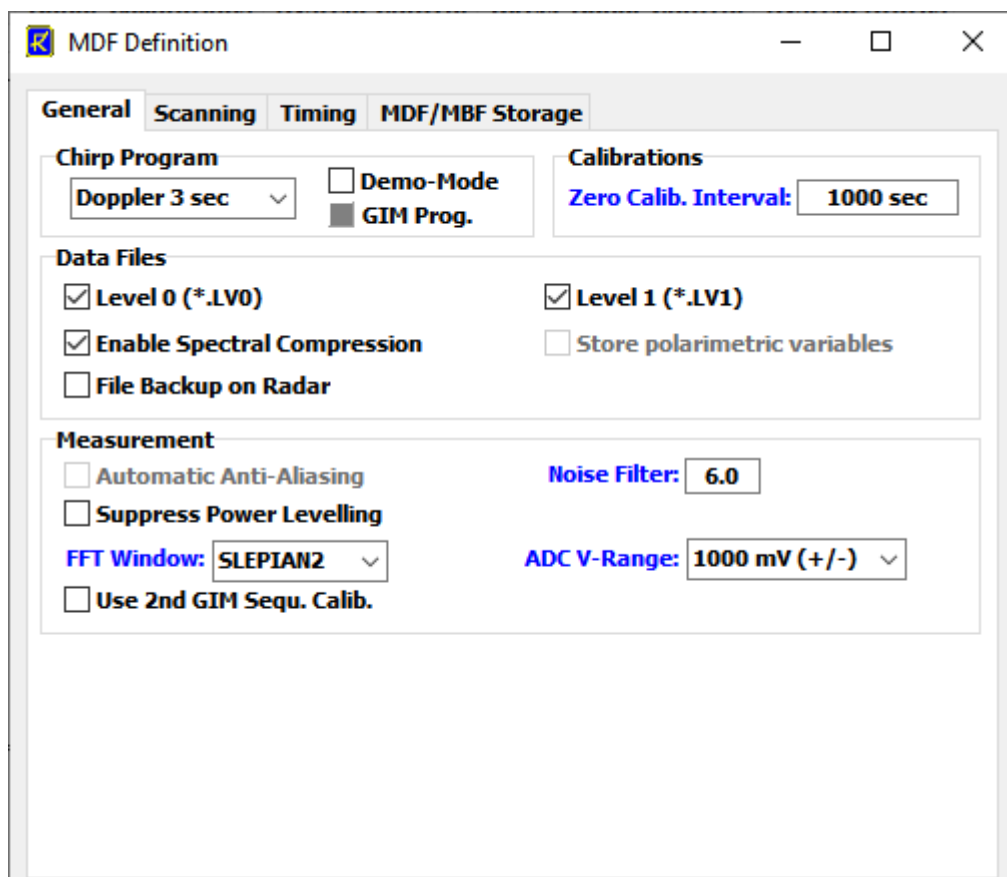 MDF Definition
General Scanning Timing MDF/MBF Storage
Chirp Program
Doppler 3 sec
Demo-Mode
GIM Prog.
Calibrations
Zero Calib. Interval: 1000 sec
Data Files
Level 0 (*.LV0) Level 1 (*.LV1)
Enable Spectral Compression Store polarimetric variables
File Backup on Radar
Measurement
Automatic Anti-Aliasing Noise Filter: 6.0
Suppress Power Levelling
FFT Window: SLEPIAN2 ADC V-Range: 1000 mV (+/-)
Use 2nd GIM Sequ. Calib.